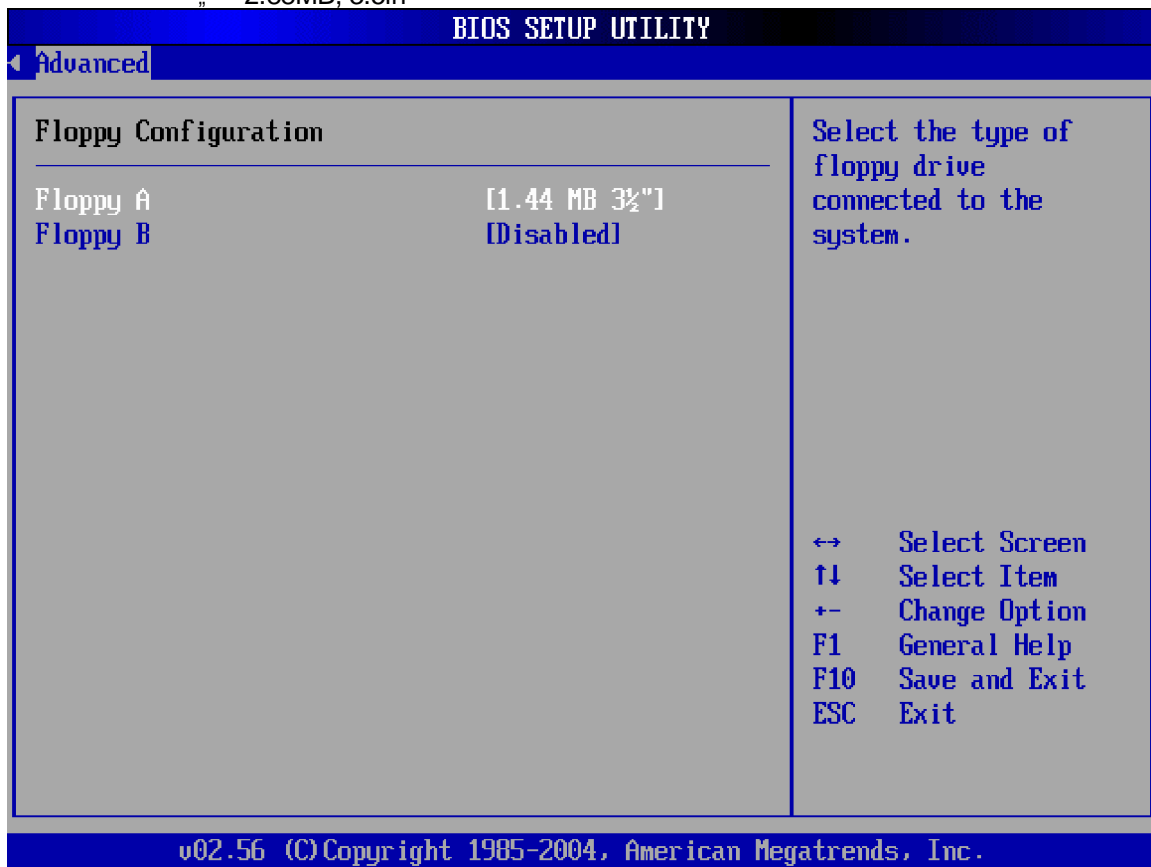 BIOS SETUP UTILITY
Advanced
Floppy Configuration
Floppy A [1.44 MB 3½"]
Floppy B [Disabled]
Select the type of
floppy drive
connected to the
system.
←→ Select Screen
↑↓ Select Item
+- Change Option
F1 General Help
F10 Save and Exit
ESC Exit
v02.56 (C)Copyright 1985-2004, American Megatrends, Inc.